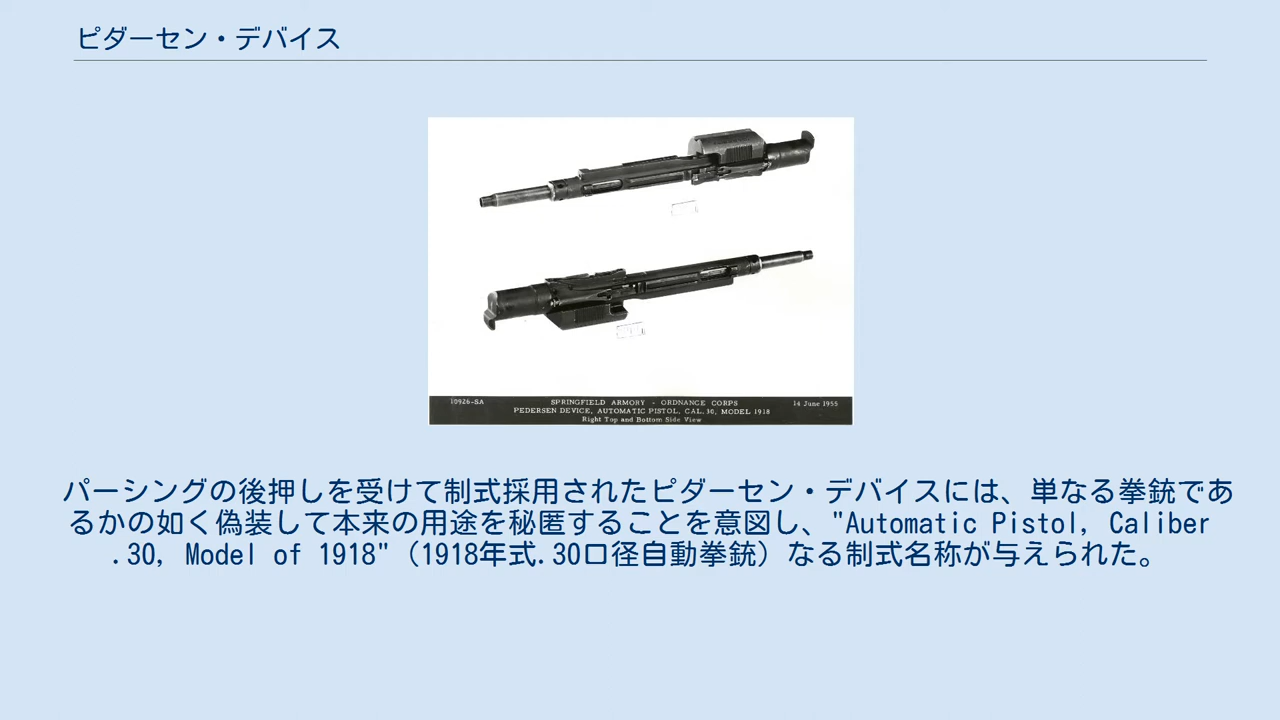 ピダーセン・デバイス
10926-SA
SPRINGFIELD ARMORY - ORDNANCE CORPS
14 June 1955
PEDERSEN DEVICE, AUTOMATIC PISTOL, CAL. 30, MODEL 1918
Right Top and Bottom Side View
パーシングの後押しを受けて制式採用されたピダーセン・デバイスには、単なる拳銃であ
るかの如く偽装して本来の用途を秘匿することを意図し、"Automatic Pistol, Caliber
.30, Model of 1918"（1918年式.30口径自動拳銃）なる制式名称が与えられた。